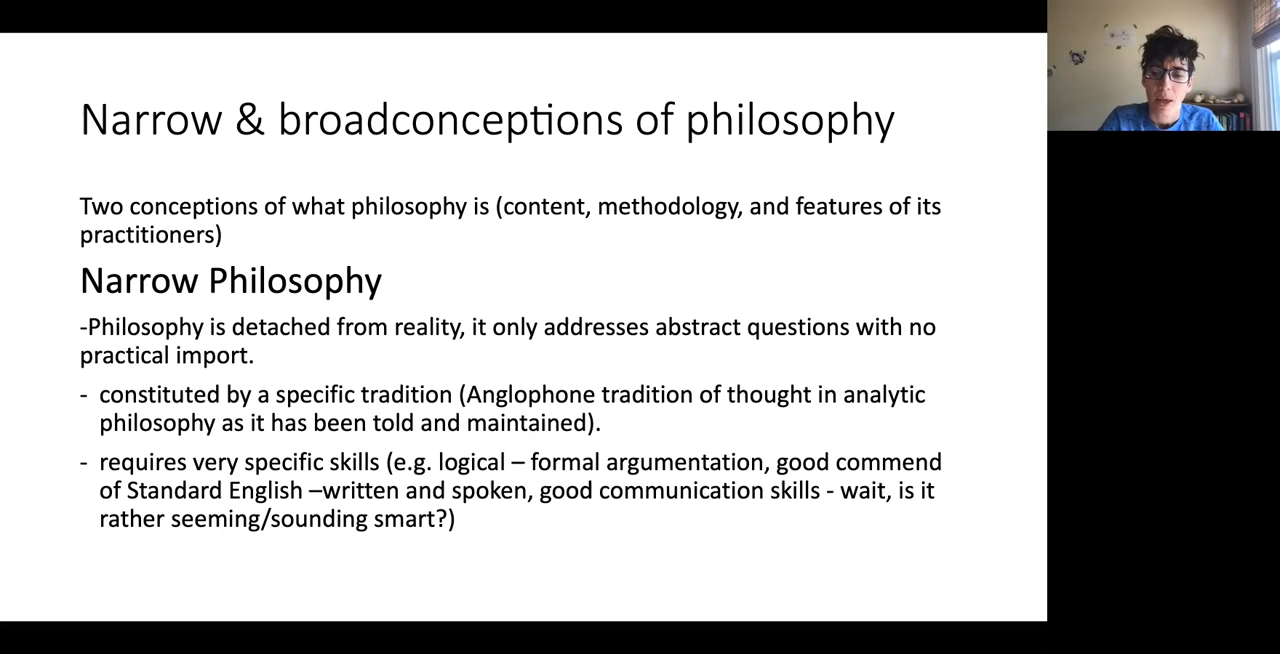 Narrow & broadconceptions of philosophy
Two conceptions of what philosophy is (content, methodology, and features of its
practitioners)
Narrow Philosophy
-Philosophy is detached from reality, it only addresses abstract questions with no
practical import.
- constituted by a specific tradition (Anglophone tradition of thought in analytic
philosophy as it has been told and maintained).
- requires very specific skills (e.g. logical – formal argumentation, good commend
of Standard English –written and spoken, good communication skills - wait, is it
rather seeming/sounding smart?)